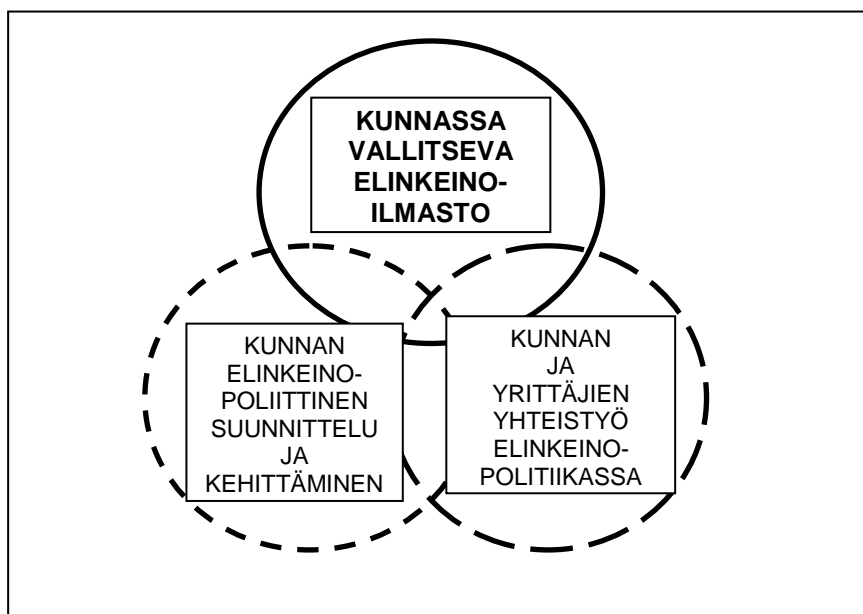 KUNNASSA
VALLITSEVA
ELINKEINO-
ILMASTO
KUNNAN
ELINKEINO-
POLIITTINEN
SUUNNITTELU
JA
KEHITTÄMINEN
KUNNAN
JA
YRITTÄJIEN
YHTEISTYÖ
ELINKEINO-
POLITIIKASSA